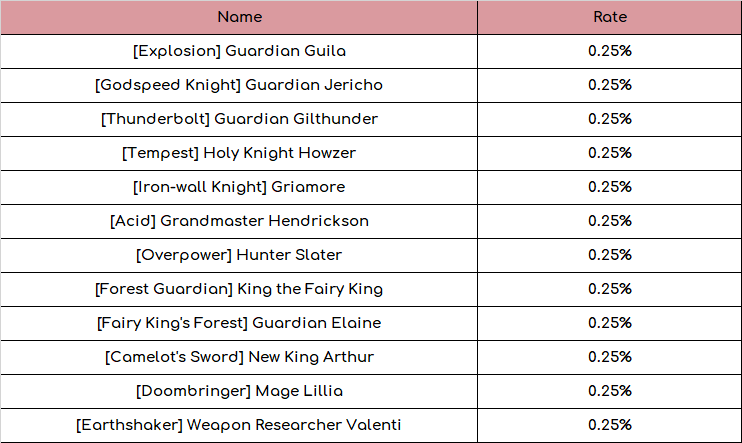 Name Rate
[Explosion] Guardian Guila 0.25%
[Godspeed Knight] Guardian Jericho 0.25%
[Thunderbolt] Guardian Gilthunder 0.25%
[Tempest] Holy Knight Howzer 0.25%
[Iron-wall Knight] Griamore 0.25%
[Acid] Grandmaster Hendrickson 0.25%
[Overpower] Hunter Slater 0.25%
[Forest Guardian] King the Fairy King 0.25%
[Fairy King's Forest] Guardian Elaine 0.25%
[Camelot's Sword] New King Arthur 0.25%
[Doombringer] Mage Lillia 0.25%
[Earthshaker] Weapon Researcher Valenti 0.25%